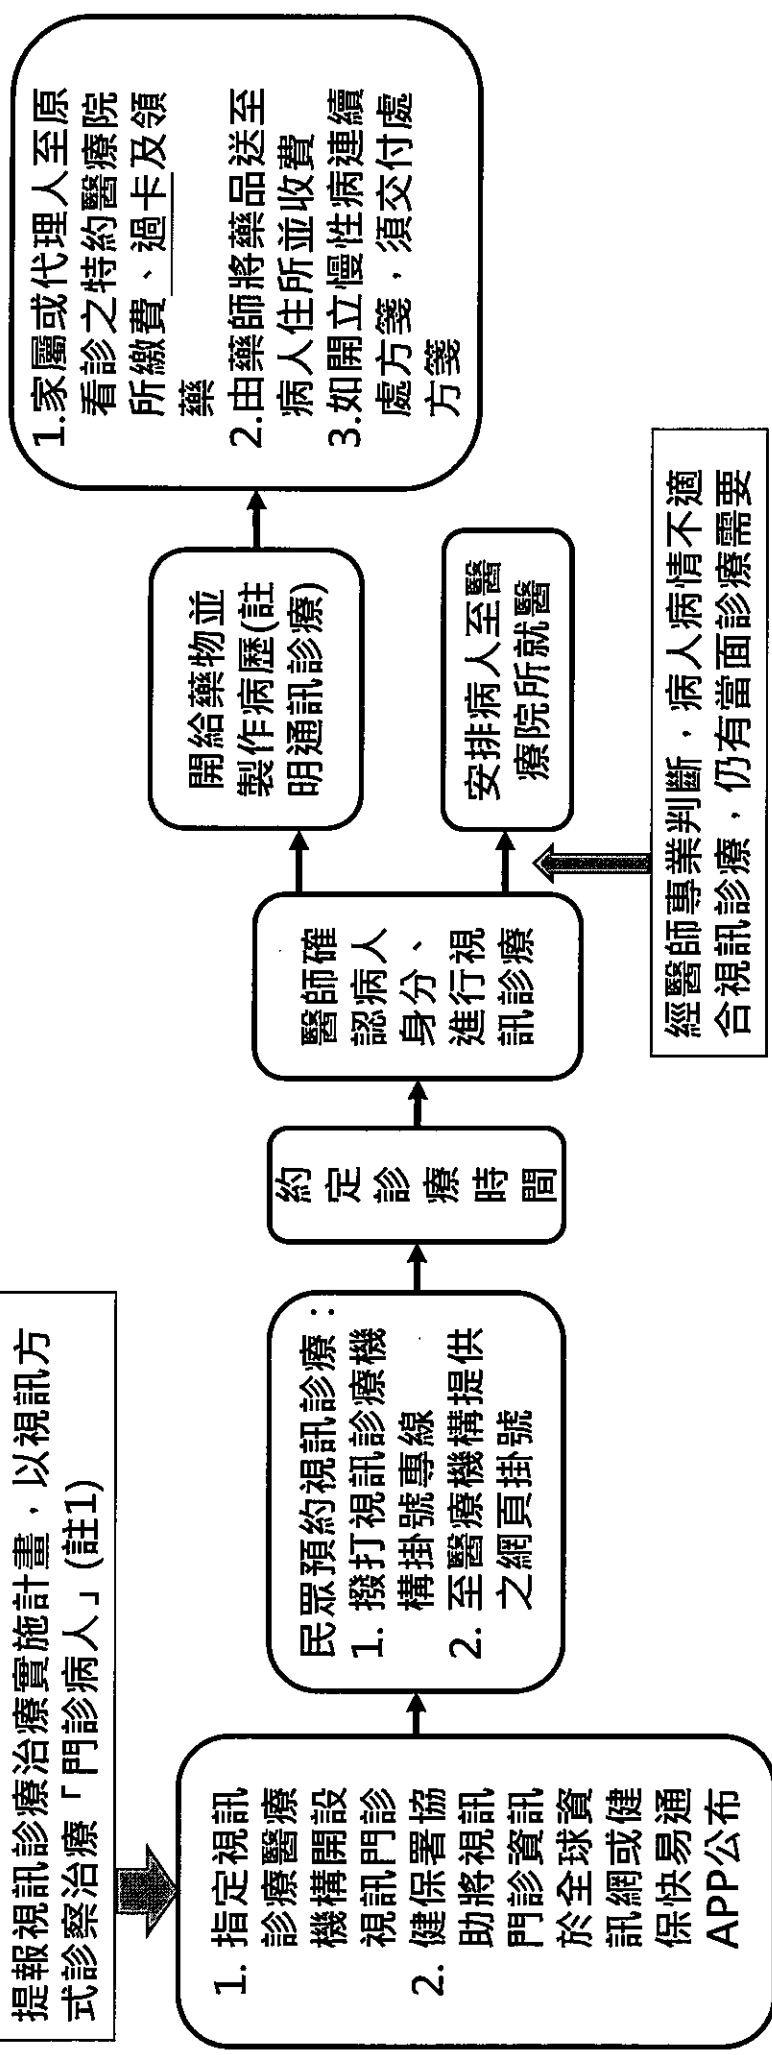 提報視訊診療治療實施計畫，以視訊方
式診察治療「門診病人」(註1)
1. 指定視訊
診療醫療
機構開設
視訊門診
2. 健保署協
助將視訊
門診資訊
於全球資
訊網或健
保快易通
APP公布
民眾預約視訊診療：
1. 撥打視訊診療機
構掛號專線
2. 至醫療機構提供
之網頁掛號
約
定
診
療
時
間
醫師確
認病人
身分、
進行視
訊診療
開給藥物並
製作病歷(註
明通訊診療)
1.家屬或代理人至原
看診之特約醫療院
所繳費、過卡及領
藥
2.由藥師將藥品送至
病人住所並收費
3.如開立慢性病連續
處方箋，須交付處
方箋
安排病人至醫
療院所就醫
經醫師專業判斷，病人病情不適
合視訊診療，仍有當面診療需要